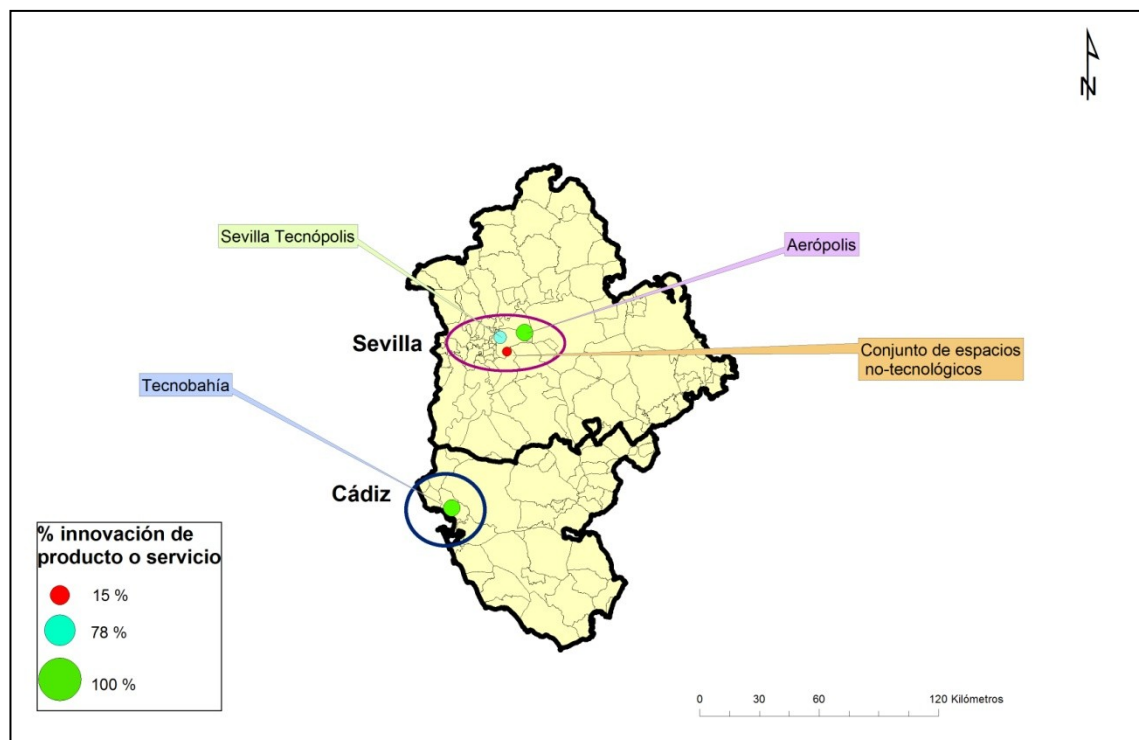 N
Sevilla Tecnópolis
Aerópolis
Sevilla
Conjunto de espacios
no-tecnológicos
Tecnobahía
Cádiz
% innovación de
producto o servicio
15 %
78 %
100 %
0 30 60 120 Kilómetros